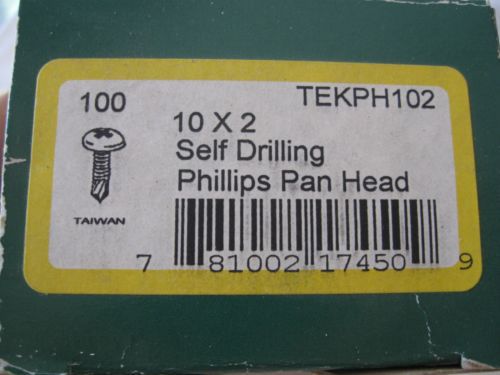 100 TEKPH102
10 X 2
Self Drilling
Phillips Pan Head
TAIWAN
7 81002 17450 9